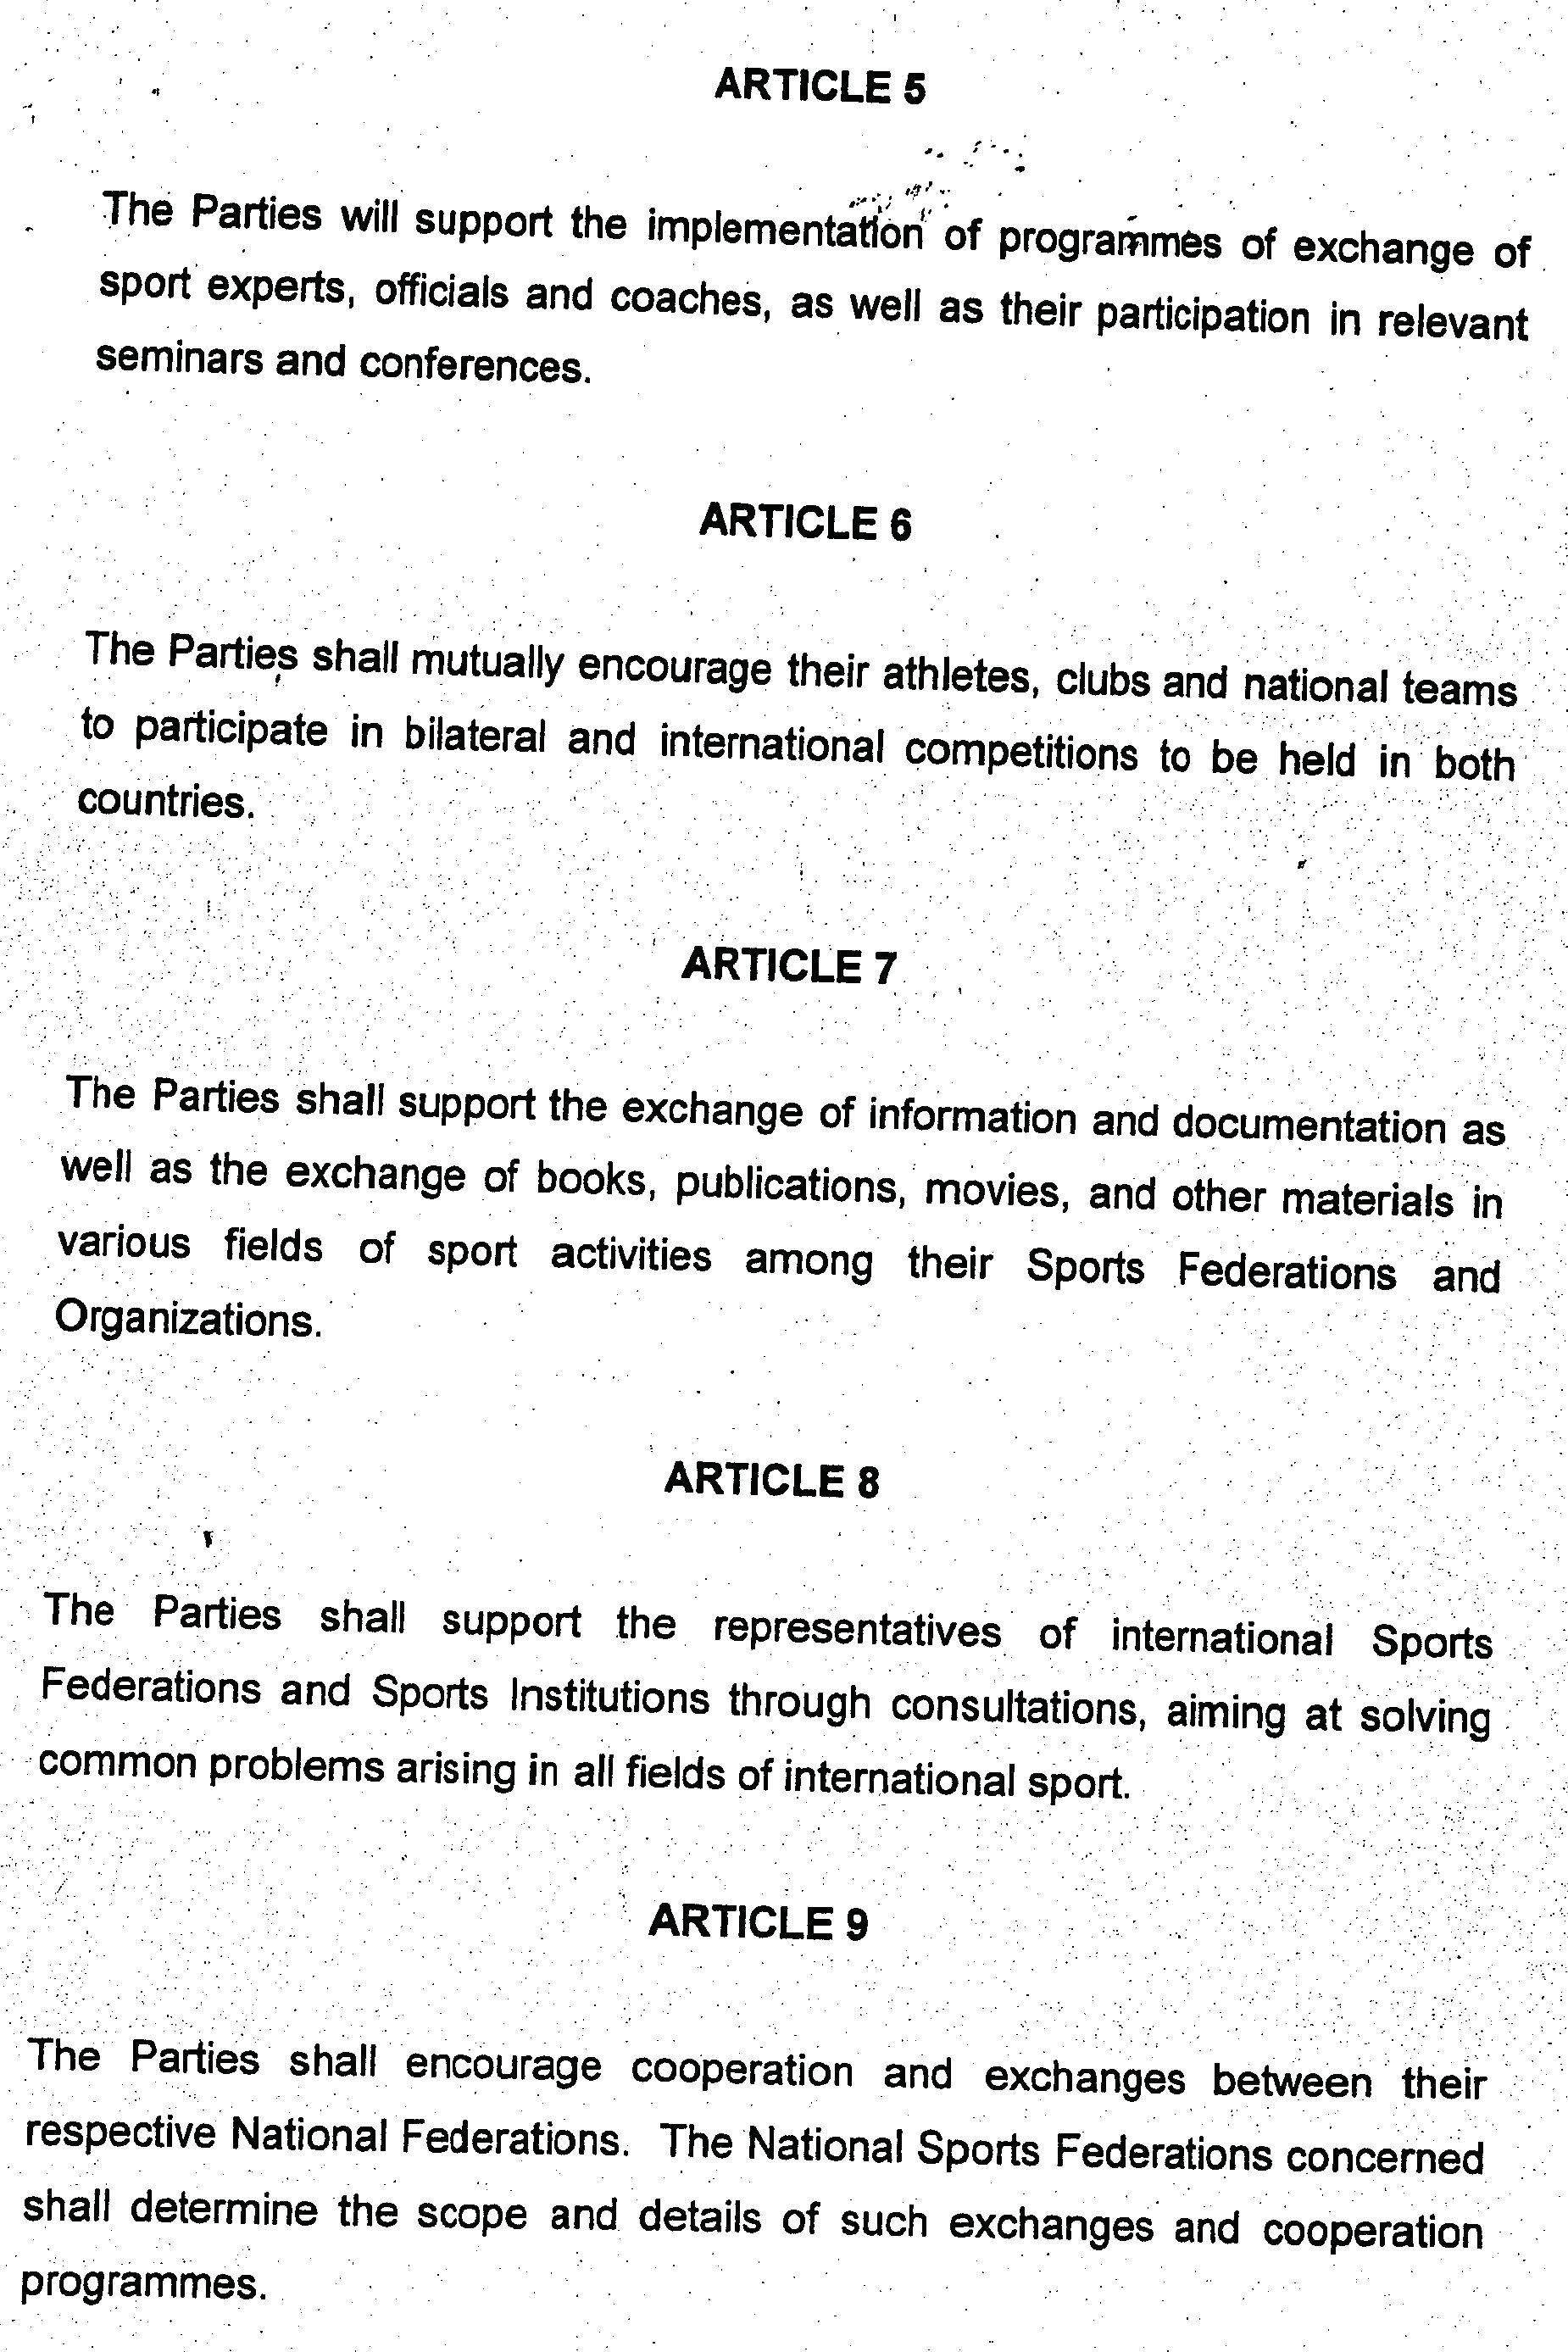 ARTICLE 5
The Parties will support the implementation of programmes of exchange of
sport experts, officials and coaches, as well as their participation in relevant
seminars and conferences.
ARTICLE 6
The Parties shall mutually encourage their athletes, clubs and national teams
to participate in bilateral and international competitions to be held in both
countries.
ARTICLE 7
The Parties shall support the exchange of information and documentation as
well as the exchange of books, publications, movies, and other materials in
various fields of sport activities among their Sports Federations and
Organizations.
ARTICLE 8
The Parties shall support the representatives of international Sports
Federations and Sports Institutions through consultations, aiming at solving
common problems arising in all fields of international sport.
ARTICLE 9
The Parties shall encourage cooperation and exchanges between their
respective National Federations. The National Sports Federations concerned
shall determine the scope and details of such exchanges and cooperation
programmes.